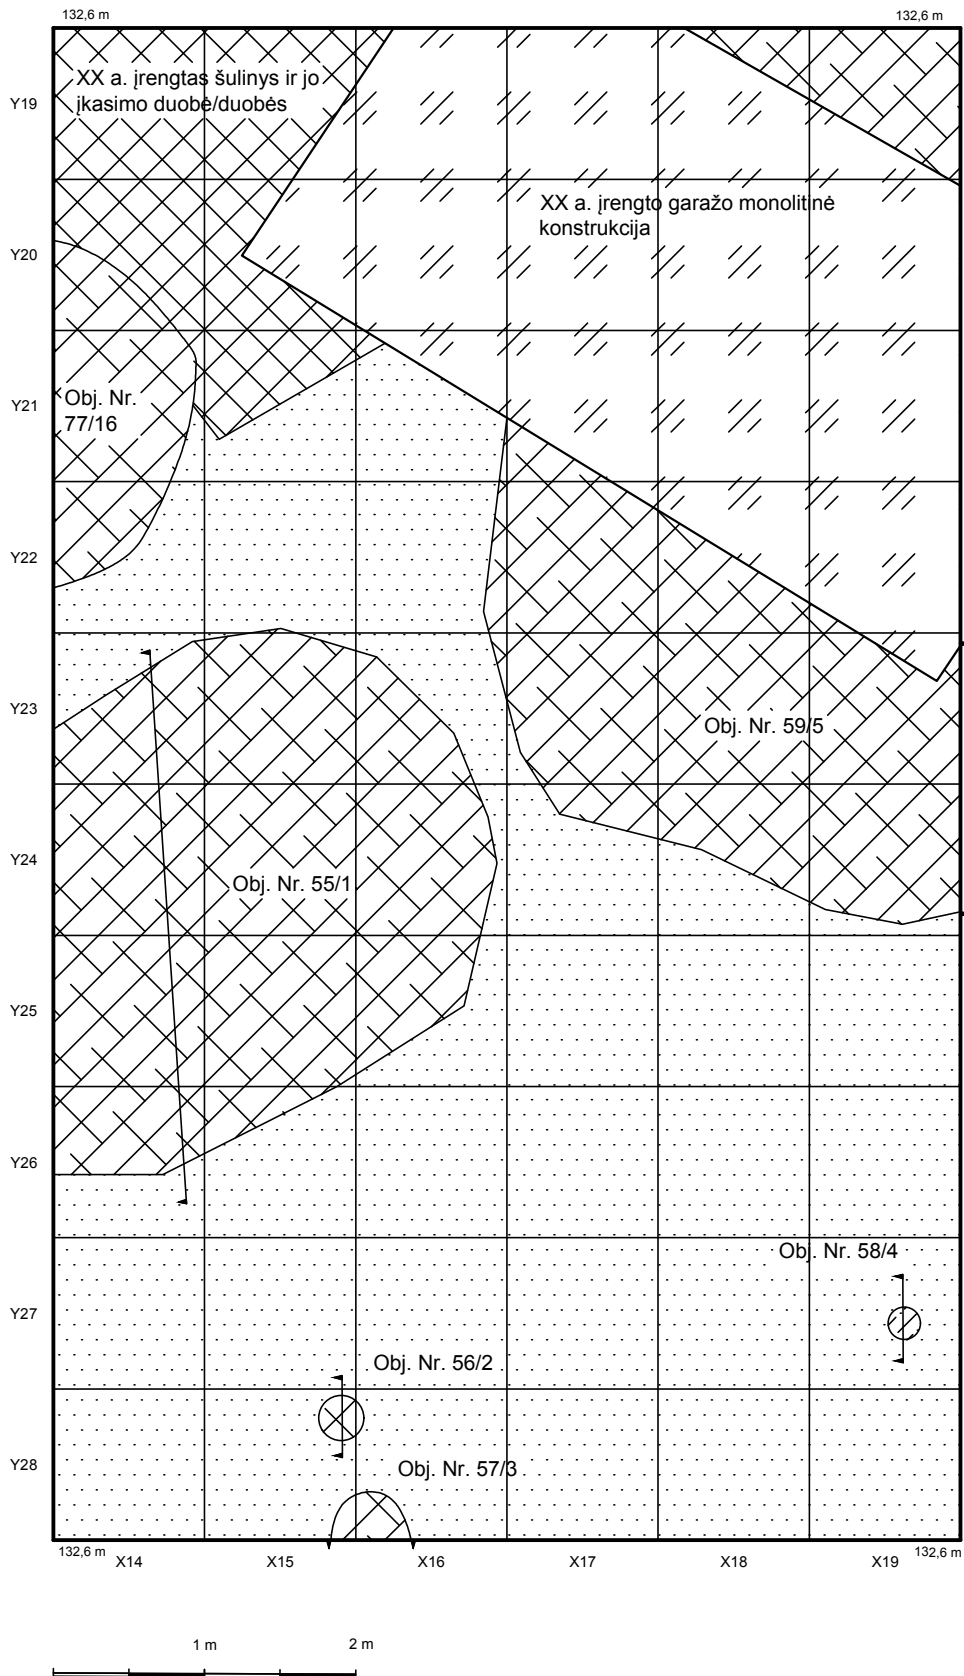 132,6 m
132,6 m
XX a. įrengtas šulinys ir jo
įkasimo duobė/duobės
Y19
XX a. įrengto garažo monolitinė
konstrukcija
Y20
Obj. Nr.
77/16
Y21
Y22
Y23
Obj. Nr. 59/5
Y24
Obj. Nr. 55/1
Y25
Y26
Obj. Nr. 58/4
Y27
Obj. Nr. 56/2
Y28
Obj. Nr. 57/3
132,6 m
132,6 m
X14
X15
X16
X17
X18
X19
1 m
2 m